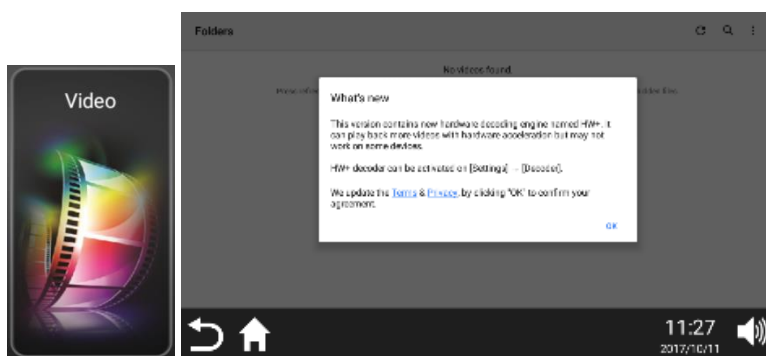 Video
Folders
No videos found.
What's new
This version contains new hardware decoding engine named HW+. It
can play back more videos with hardware acceleration but may not
work on some devices.
HW+ decoder can be activated on [Settings] → [Decoder].
We update the Terms & Privacy, by clicking "OK" to confirm your
agreement.
OK
11:27
2017/10/11